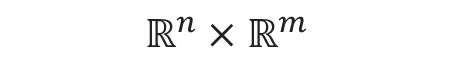 ℝⁿ × ℝᵐ